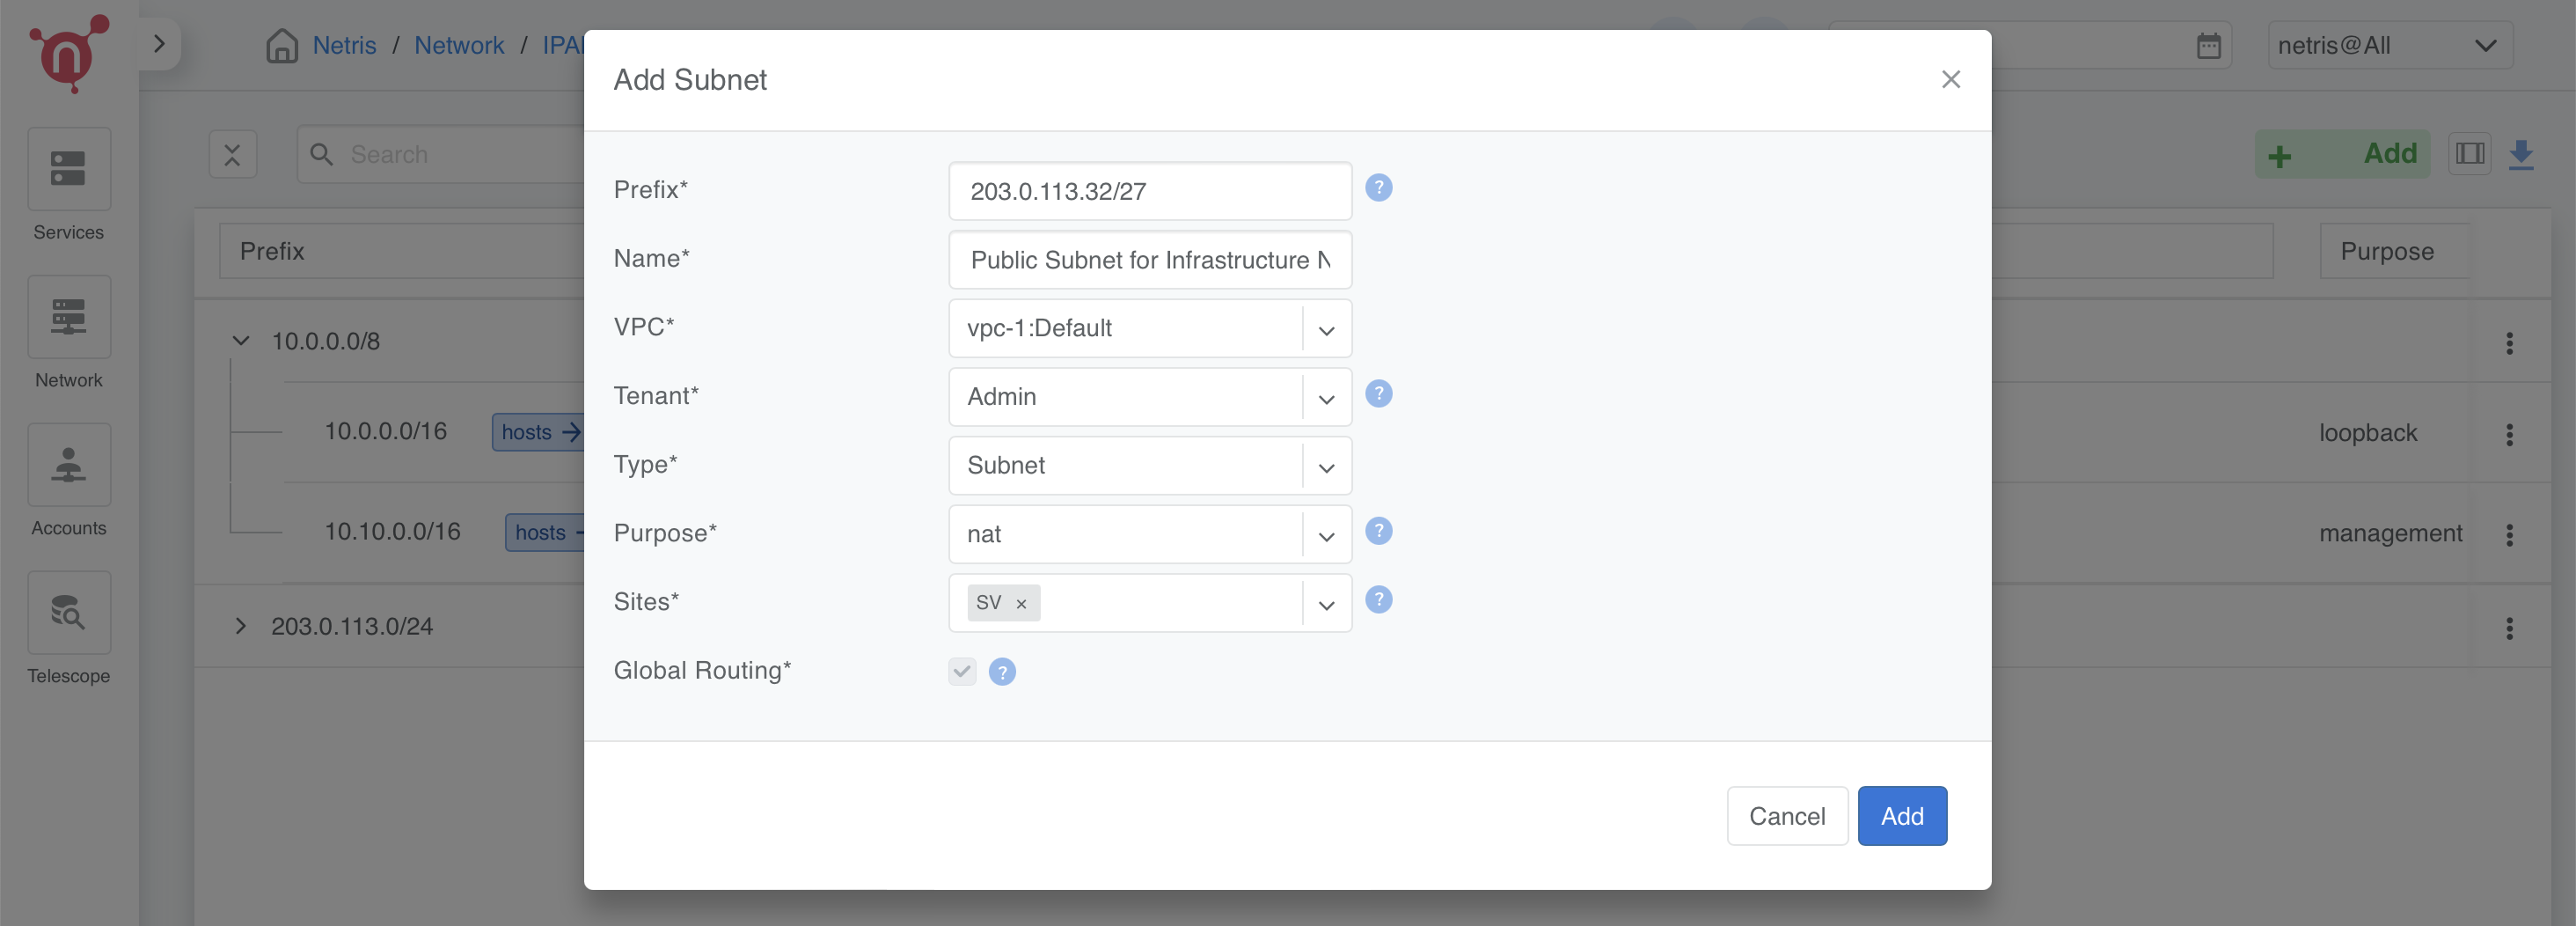 Netris / Network / IPA
netris@All
Add Subnet
Search
Add
Services
Network
Accounts
Telescope
Prefix
Purpose
10.0.0.0/8
10.0.0.0/16 hosts
loopback
10.10.0.0/16 hosts
management
203.0.113.0/24
Prefix* 203.0.113.32/27 ?
Name* Public Subnet for Infrastructure N
VPC* vpc-1:Default
Tenant* Admin ?
Type* Subnet
Purpose* nat ?
Sites* SV × ?
Global Routing* ?
Cancel Add